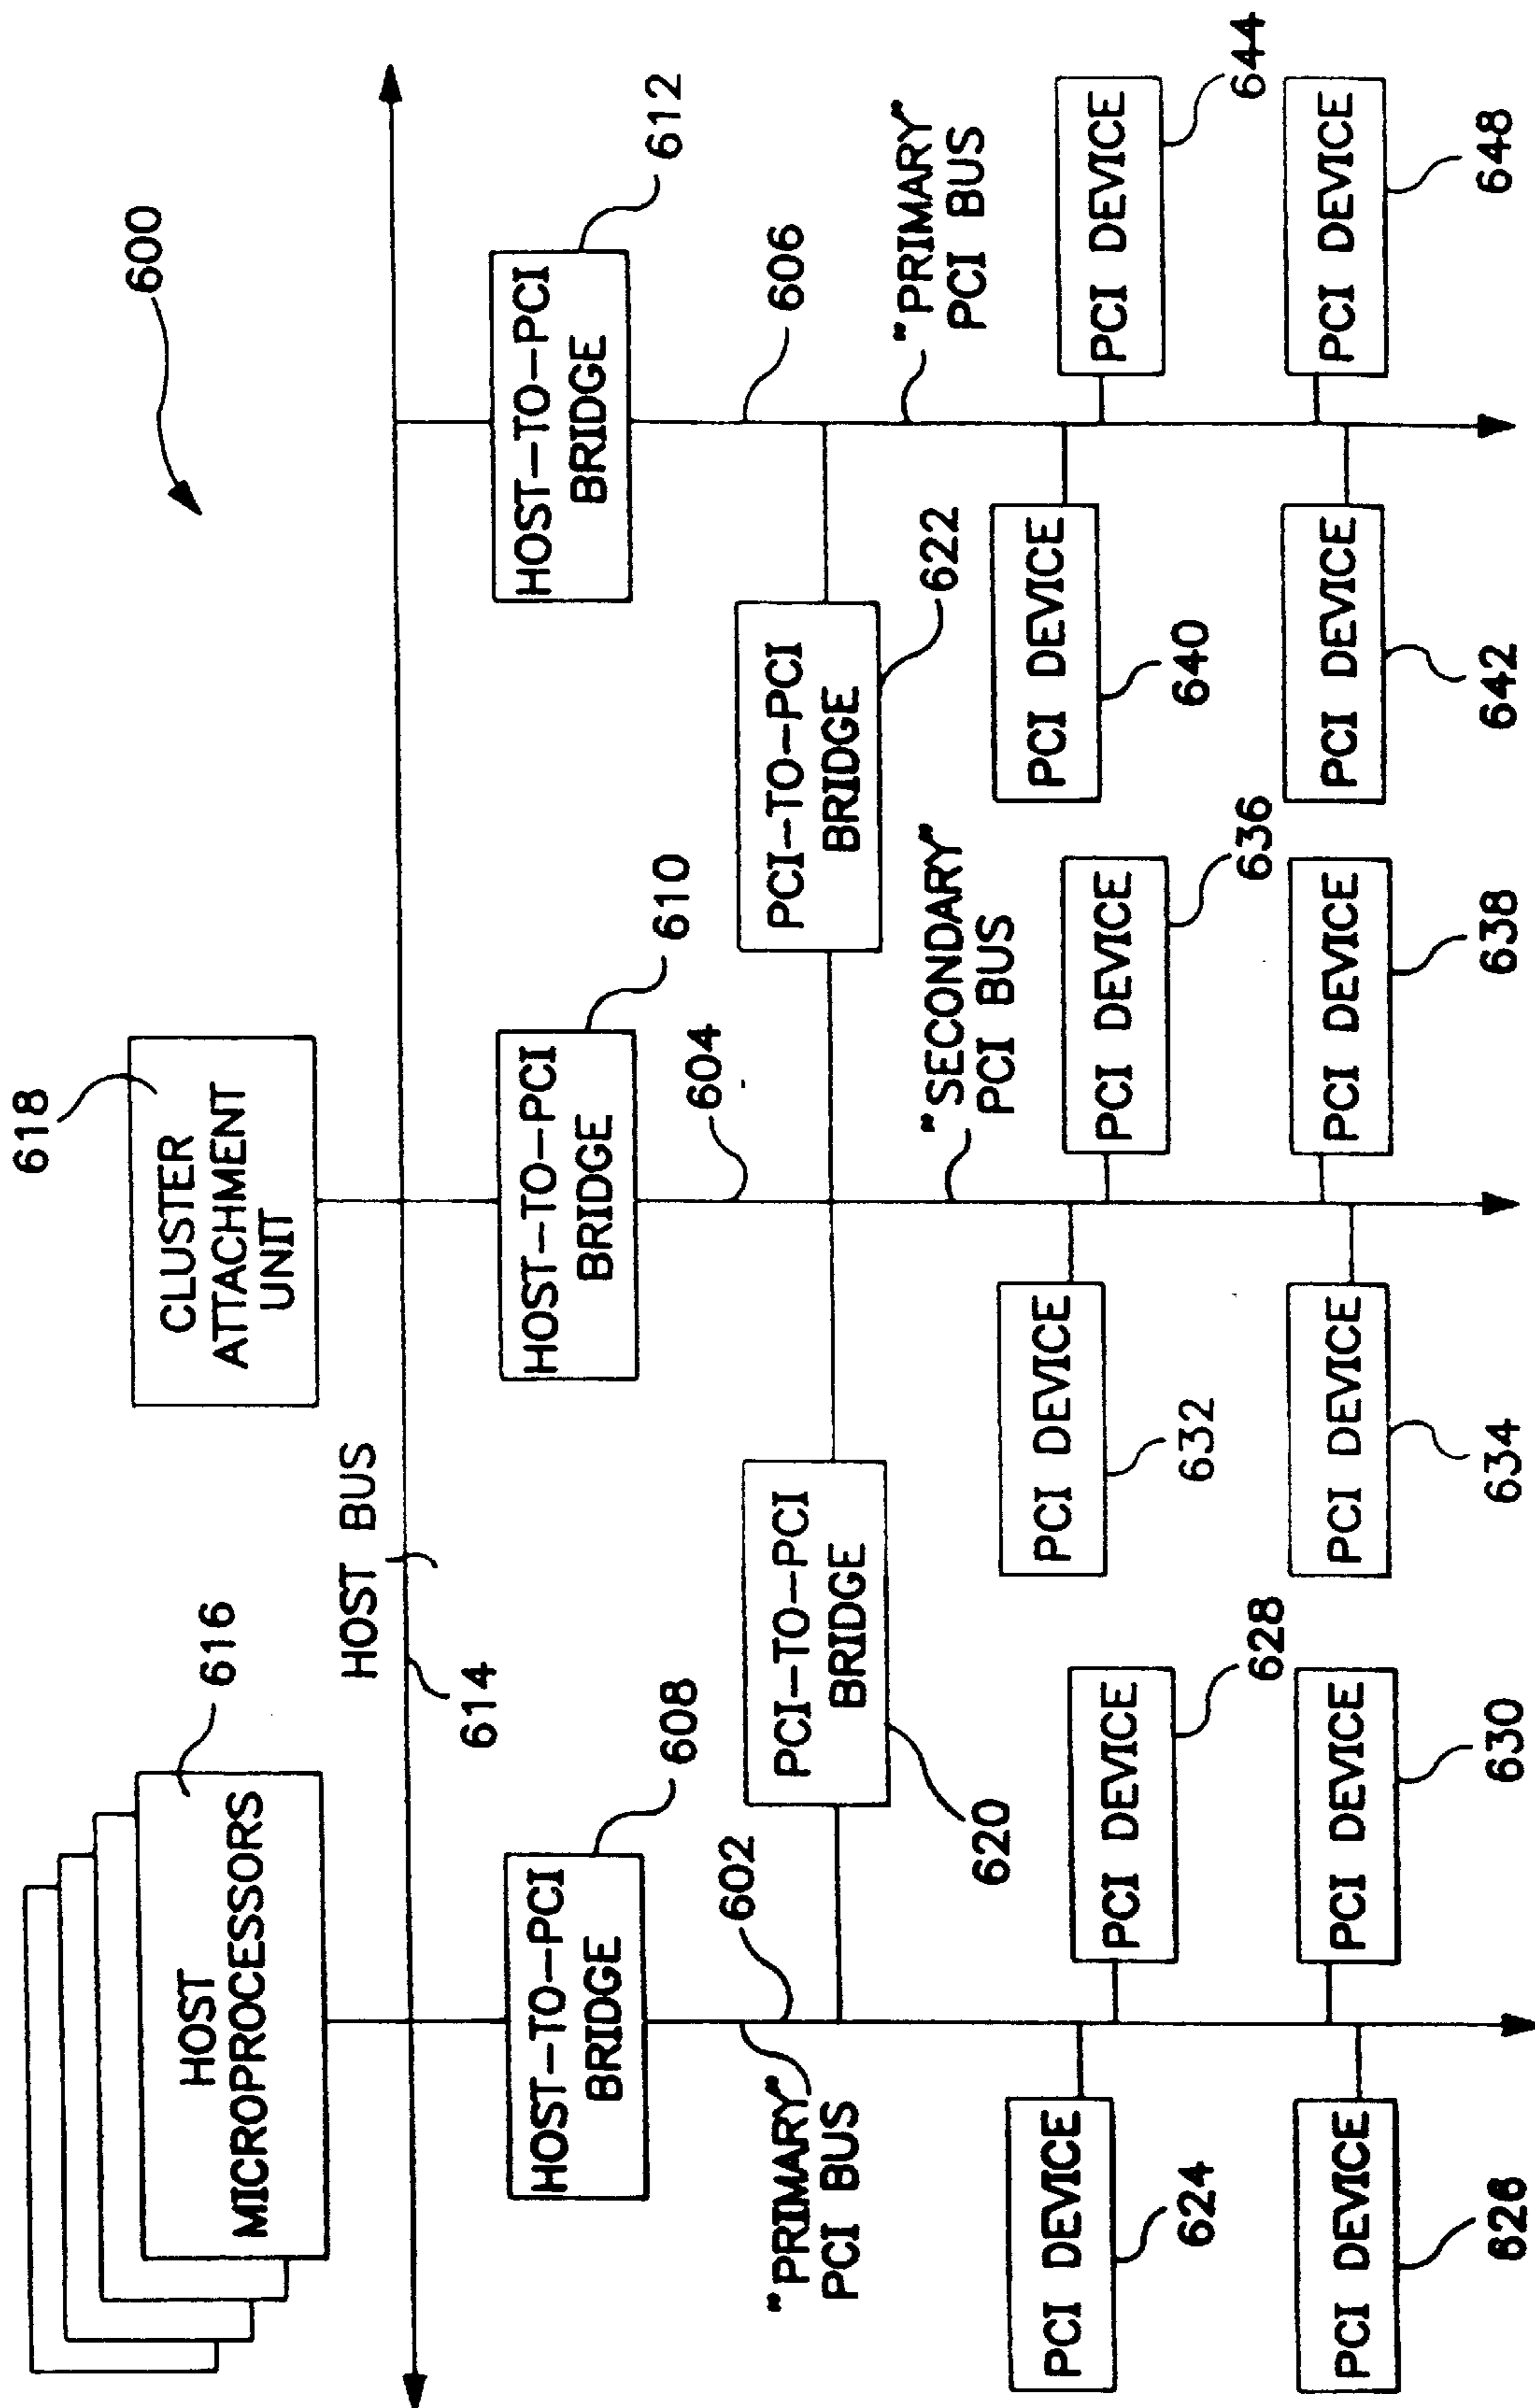 600
618
616
CLUSTER
ATTACHMENT
UNIT
HOST
MICROPROCESSORS
HOST BUS
614
608
610
612
HOST-TO-PCI
BRIDGE
HOST-TO-PCI
BRIDGE
HOST-TO-PCI
BRIDGE
602
604
606
"PRIMARY"
PCI BUS
PCI-TO-PCI
BRIDGE
620
PCI-TO-PCI
BRIDGE
622
"SECONDARY"
PCI BUS
"PRIMARY"
PCI BUS
PCI DEVICE
624
PCI DEVICE
628
PCI DEVICE
632
PCI DEVICE
636
PCI DEVICE
640
PCI DEVICE
644
PCI DEVICE
626
PCI DEVICE
630
PCI DEVICE
634
PCI DEVICE
638
PCI DEVICE
642
PCI DEVICE
648